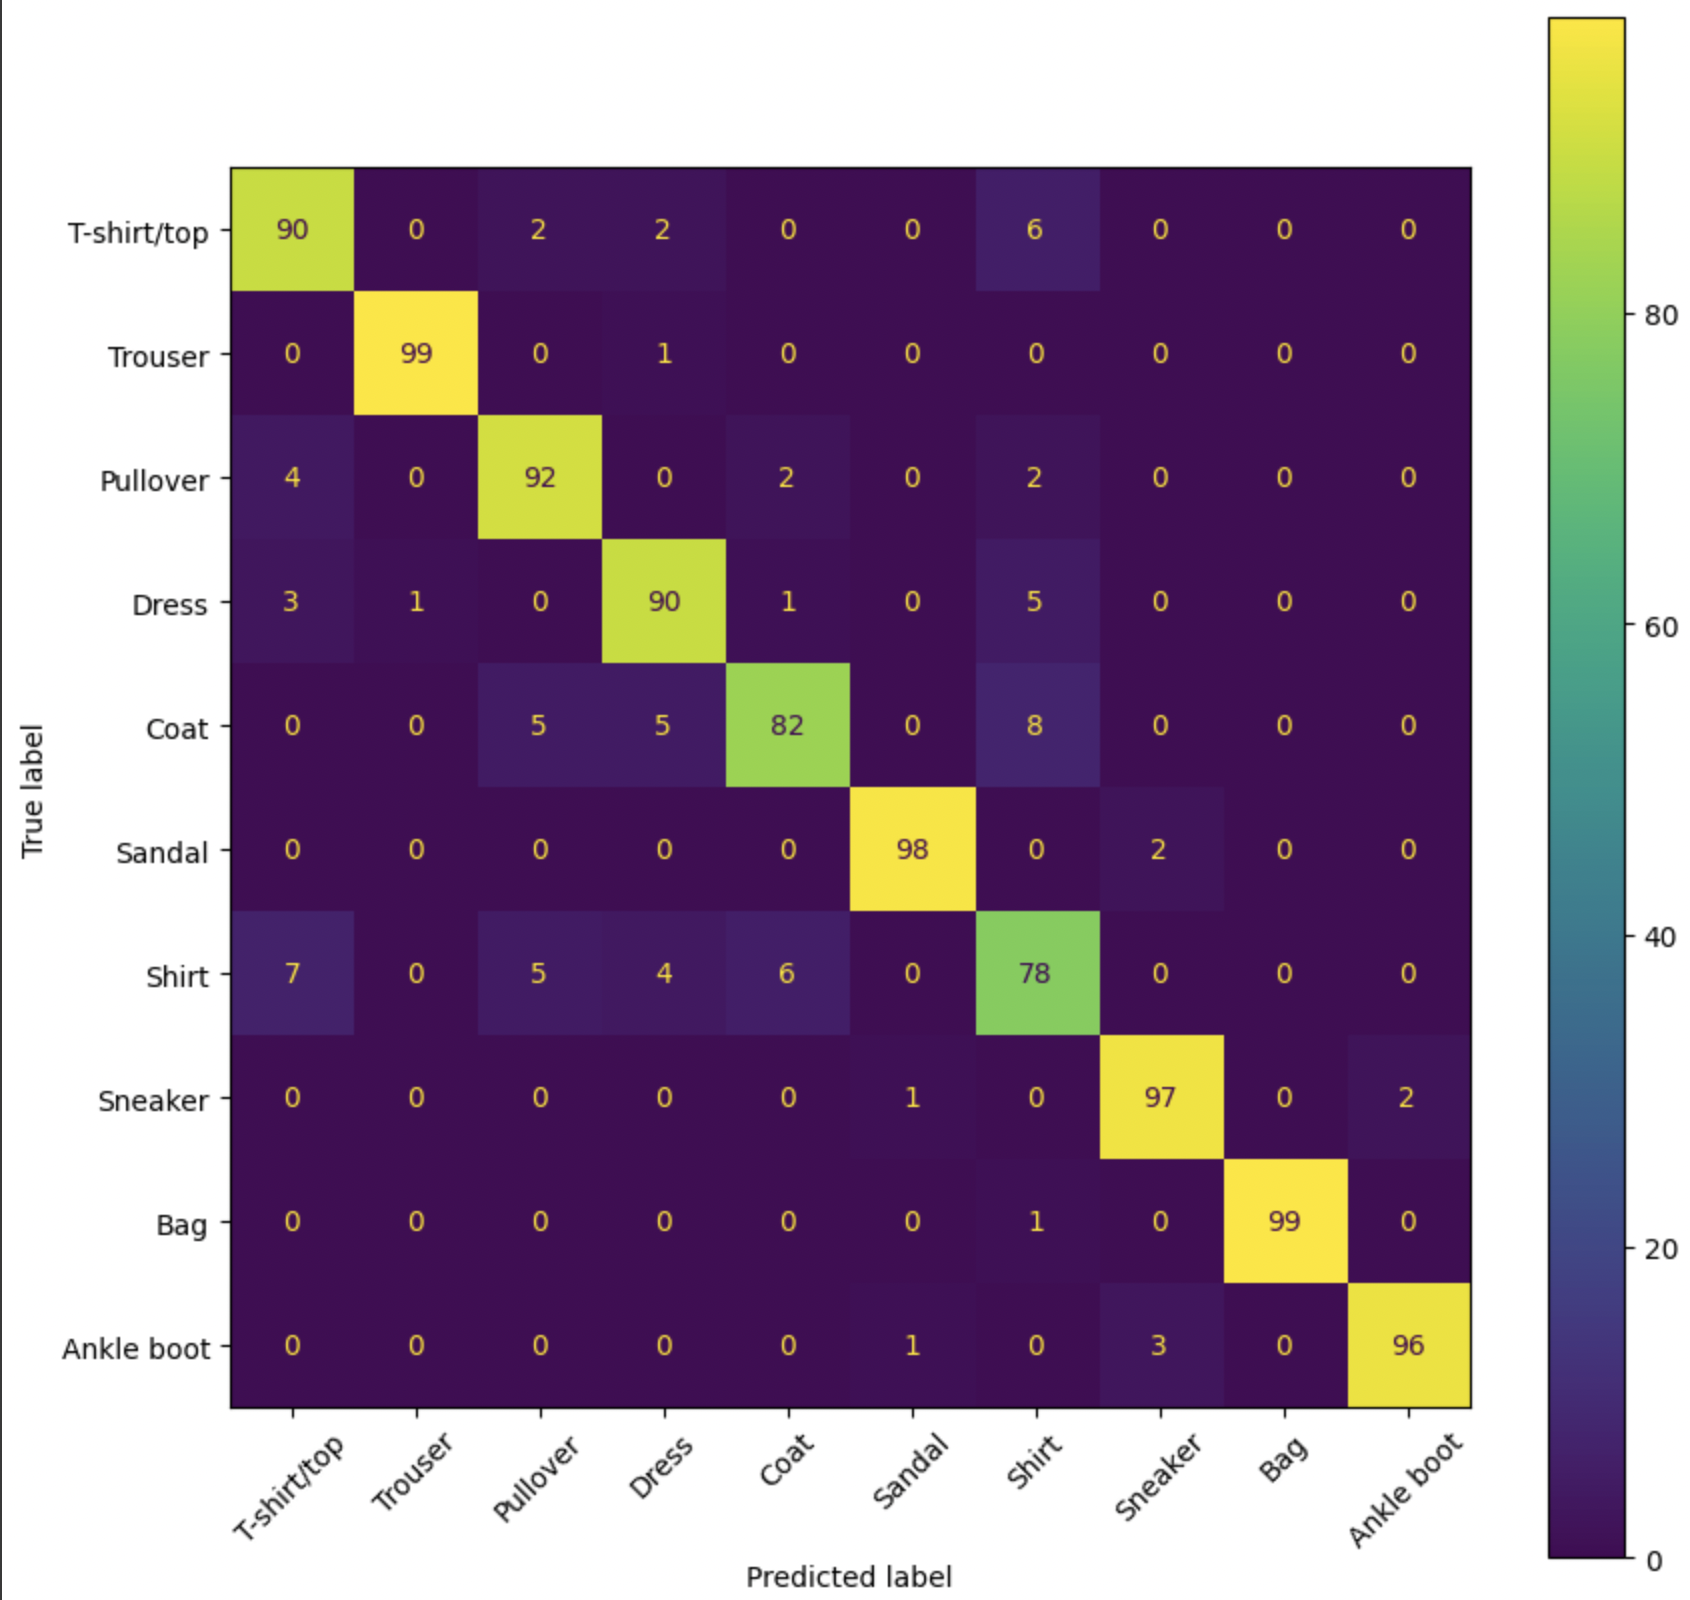 T-shirt/top 90 0 2 2 0 0 6 0 0 0
Trouser 0 99 0 1 0 0 0 0 0 0
80
Pullover 4 0 92 0 2 0 2 0 0 0
Dress 3 1 0 90 1 0 5 0 0 0
60
Coat 0 0 5 5 82 0 8 0 0 0
True label
Sandal 0 0 0 0 0 98 0 2 0 0
40
Shirt 7 0 5 4 6 0 78 0 0 0
Sneaker 0 0 0 0 0 1 0 97 0 2
Bag 0 0 0 0 0 0 1 0 99 0
20
Ankle boot 0 0 0 0 0 1 0 3 0 96
T-shirt/top Trouser Pullover Dress Coat Sandal Shirt Sneaker Bag Ankle boot
0
Predicted label